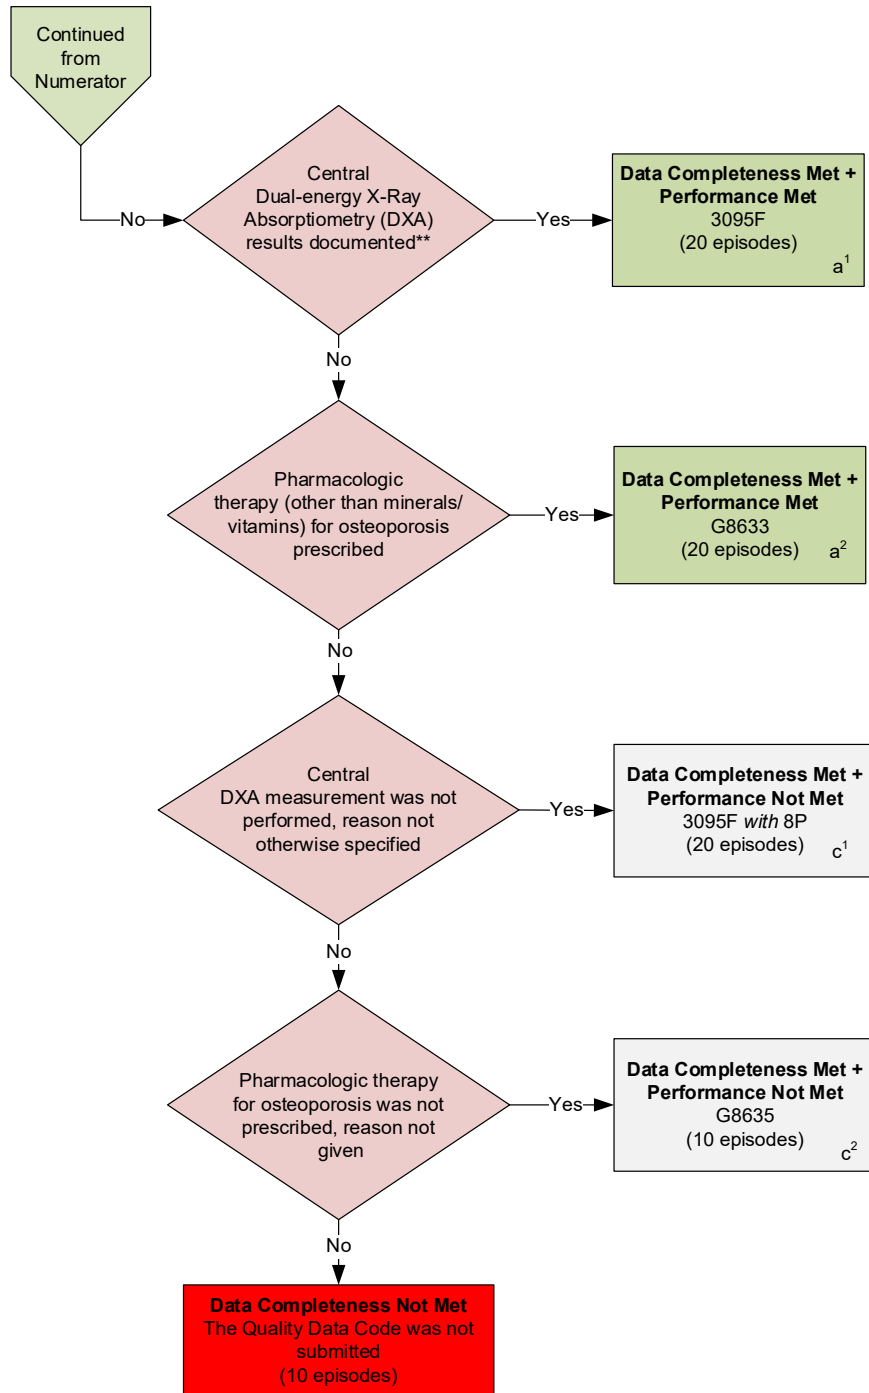 Continued
from
Numerator
Central
Dual-energy X-Ray
Absorptiometry (DXA)
results documented**
No
Yes
Data Completeness Met +
Performance Met
3095F
(20 episodes)
a¹
No
Pharmacologic
therapy (other than minerals/
vitamins) for osteoporosis
prescribed
Yes
Data Completeness Met +
Performance Met
G8633
(20 episodes)
a²
No
Central
DXA measurement was not
performed, reason not
otherwise specified
Yes
Data Completeness Met +
Performance Not Met
3095F with 8P
(20 episodes)
c¹
No
Pharmacologic therapy
for osteoporosis was not
prescribed, reason not
given
Yes
Data Completeness Met +
Performance Not Met
G8635
(10 episodes)
c²
No
Data Completeness Not Met
The Quality Data Code was not
submitted
(10 episodes)